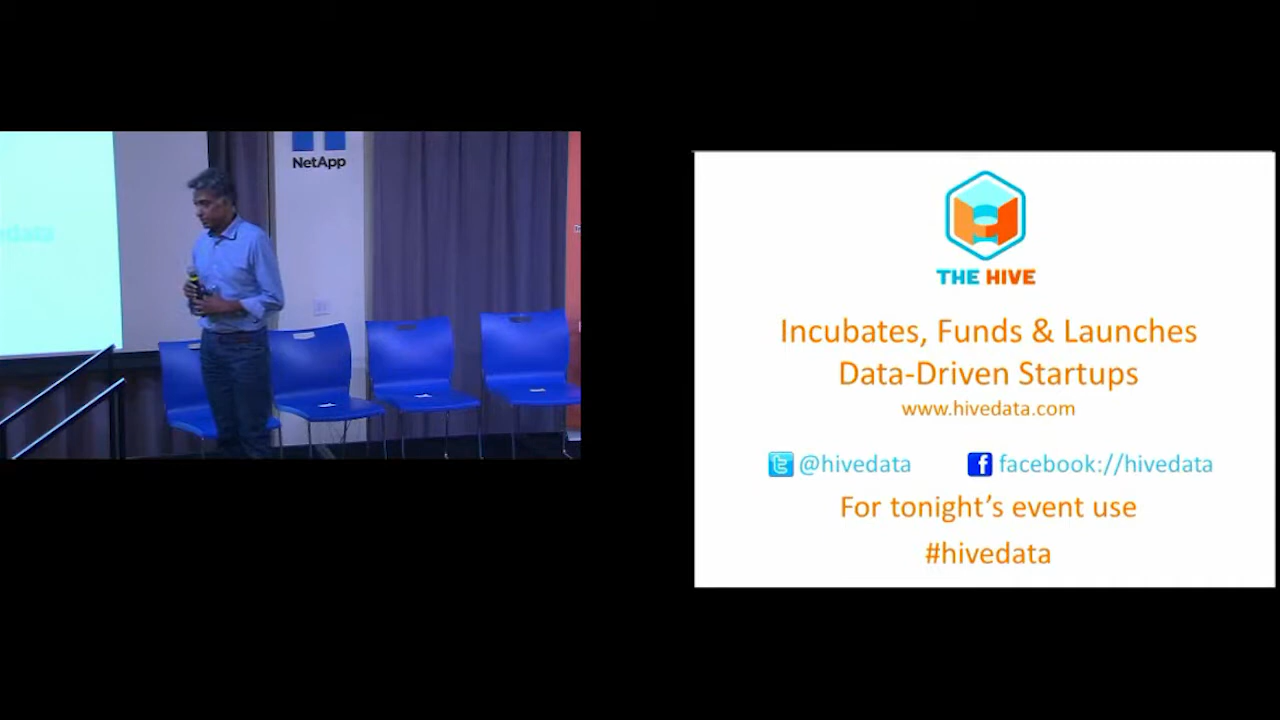 NetApp
THE HIVE
Incubates, Funds & Launches
Data-Driven Startups
www.hivedata.com
@hivedata
facebook://hivedata
For tonight's event use
#hivedata